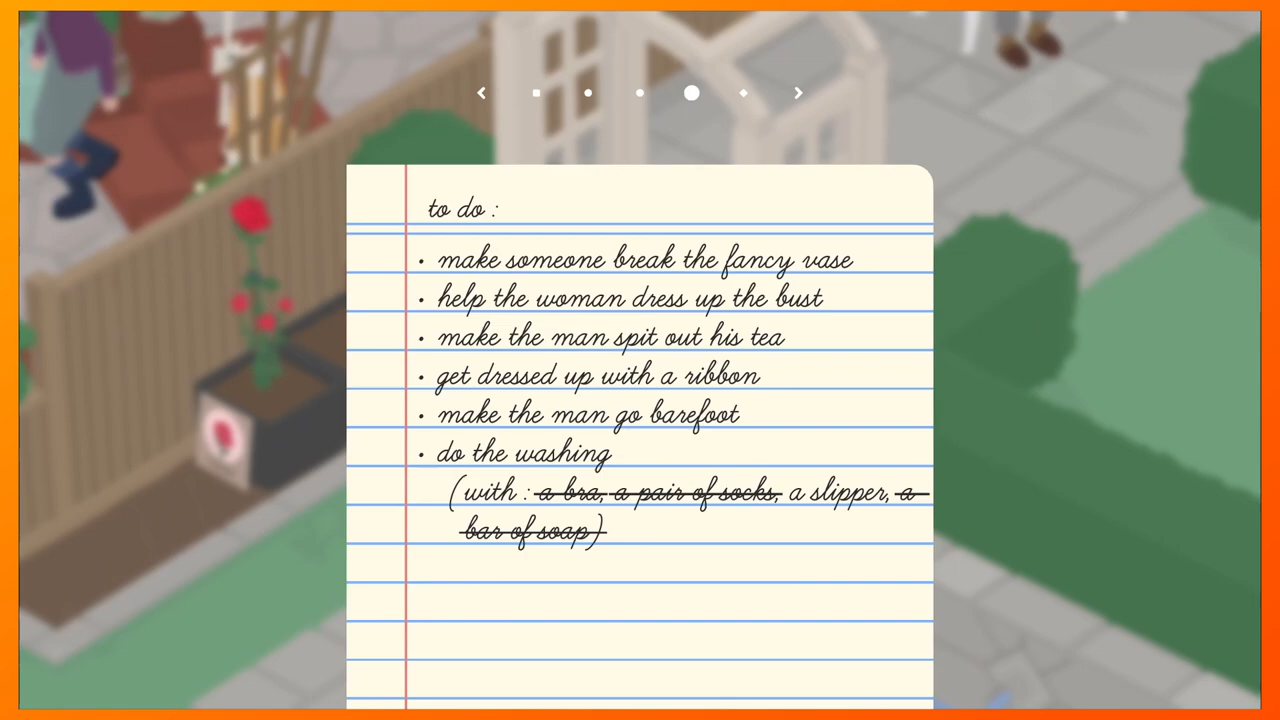 to do :
• make someone break the fancy vase
• help the woman dress up the bust
• make the man spit out his tea
• get dressed up with a ribbon
• make the man go barefoot
• do the washing
(with : a bra, a pair of socks, a slipper, a
bar of soap)